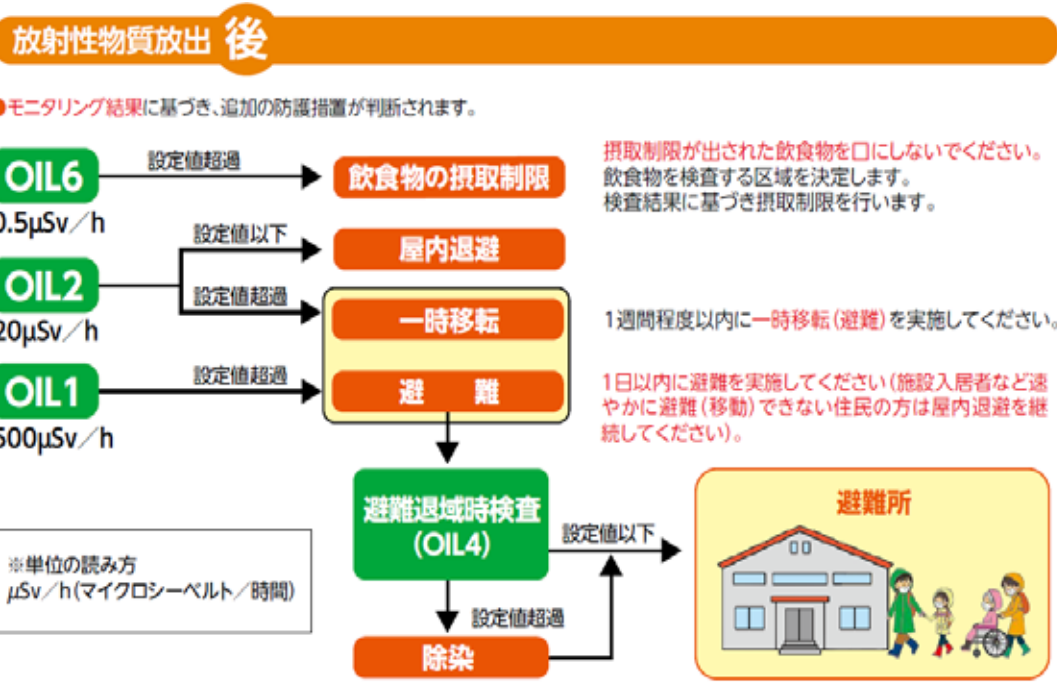 放射性物質放出 後
●モニタリング結果に基づき、追加の防護措置が判断されます。
OIL6
0.5μSv/h
設定値超過
飲食物の摂取制限
摂取制限が出された飲食物を口にしないでください。
飲食物を検査する区域を決定します。
検査結果に基づき摂取制限を行います。
OIL2
20μSv/h
設定値以下
屋内退避
設定値超過
一時移転
1週間程度以内に一時移転(避難)を実施してください。
OIL1
500μSv/h
設定値超過
避 難
1日以内に避難を実施してください(施設入居者など速
やかに避難(移動)できない住民の方は屋内退避を継
続してください)。
避難退域時検査
(OIL4)
設定値以下
避難所
設定値超過
除染
※単位の読み方
μSv/h(マイクロシーベルト/時間)